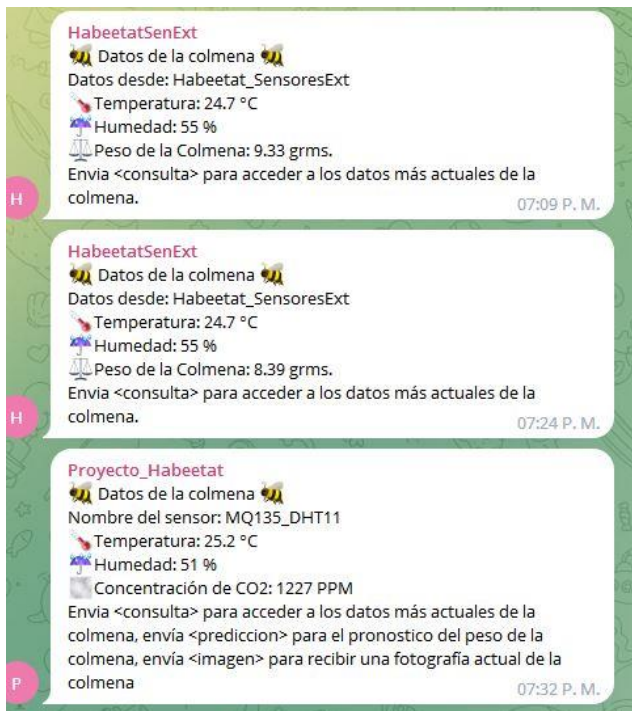 HabeetatSenExt
🐝 Datos de la colmena 🐝
Datos desde: Habeetat_SensoresExt
🌡️Temperatura: 24.7 °C
☔Humedad: 55 %
⚖️Peso de la Colmena: 9.33 grms.
Envia <consulta> para acceder a los datos más actuales de la
colmena.
07:09 P. M.
H
HabeetatSenExt
🐝 Datos de la colmena 🐝
Datos desde: Habeetat_SensoresExt
🌡️Temperatura: 24.7 °C
☔Humedad: 55 %
⚖️Peso de la Colmena: 8.39 grms.
Envia <consulta> para acceder a los datos más actuales de la
colmena.
07:24 P. M.
H
Proyecto_Habeetat
🐝 Datos de la colmena 🐝
Nombre del sensor: MQ135_DHT11
🌡️Temperatura: 25.2 °C
☔Humedad: 51 %
🌫️Concentración de CO2: 1227 PPM
Envia <consulta> para acceder a los datos más actuales de la
colmena, envía <prediccion> para el pronostico del peso de la
colmena, envía <imagen> para recibir una fotografía actual de la
colmena
07:32 P. M.
P